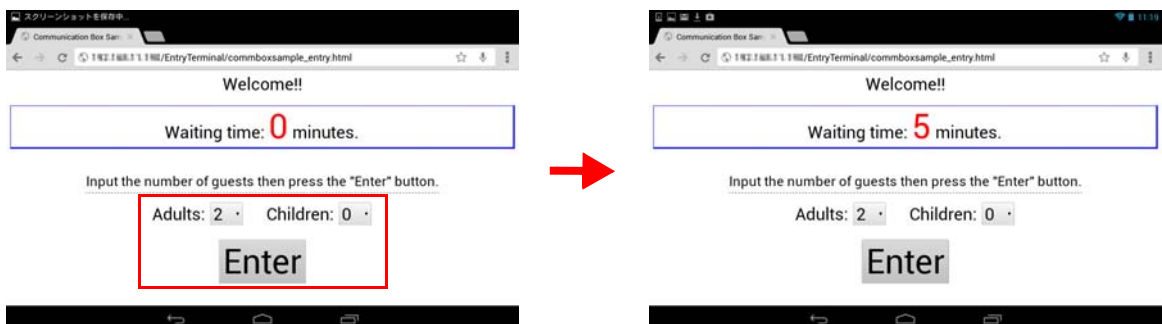 スクリーンショットを保存中...
Communication Box Sam
/EntryTerminal/commboxsample_entry.html
Welcome!!
Waiting time: 0 minutes.
Input the number of guests then press the "Enter" button.
Adults: 2 Children: 0
Enter
11:19
Communication Box Sam
/EntryTerminal/commboxsample_entry.html
Welcome!!
Waiting time: 5 minutes.
Input the number of guests then press the "Enter" button.
Adults: 2 Children: 0
Enter